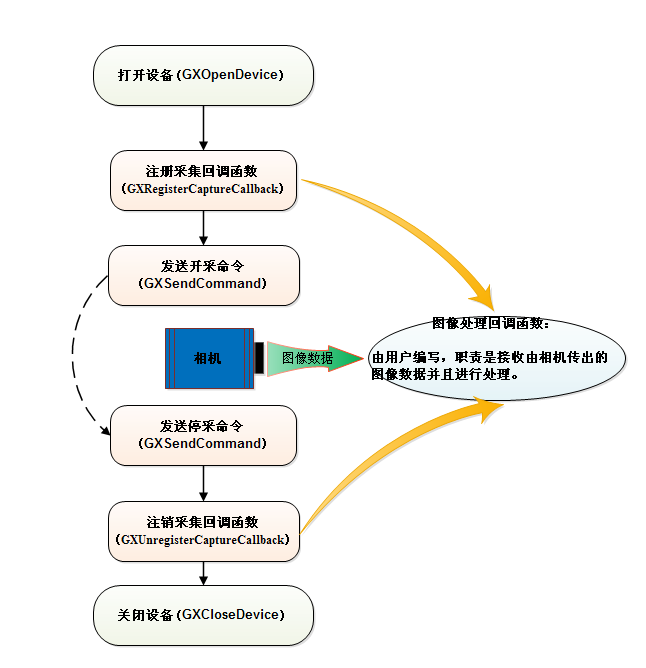 打开设备(GXOpenDevice)
注册采集回调函数
(GXRegisterCaptureCallback)
发送开采命令
(GXSendCommand)
图像处理回调函数:
由用户编写，职责是接收由相机传出的
图像数据并且进行处理。
相机
图像数据
发送停采命令
(GXSendCommand)
注销采集回调函数
(GXUnregisterCaptureCallback)
关闭设备(GXCloseDevice)